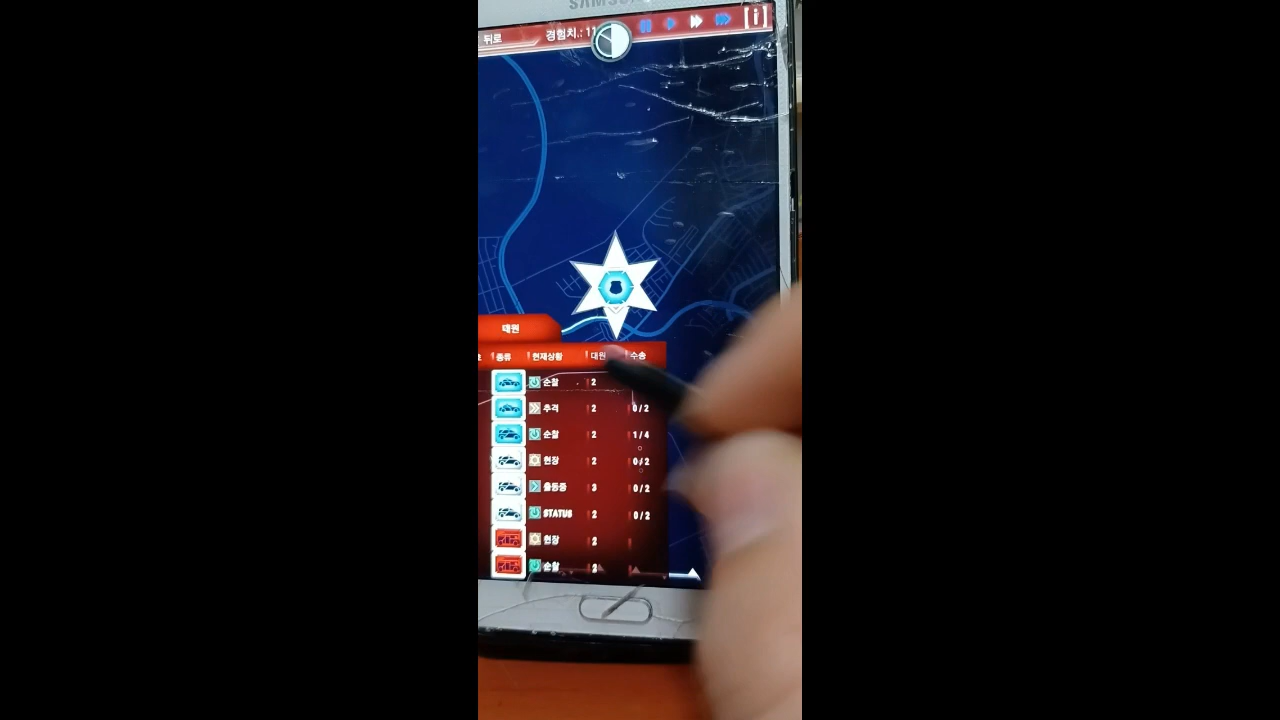 SAMSUNG
뒤로 경험치.: 11 [i]
대원
종류 현재상황 대원 수송
순찰 2
추격 2 0/2
순찰 2 1/4
현장 2 0/2
출동중 3 0/2
STATUS 2 0/2
현장 2
순찰 2